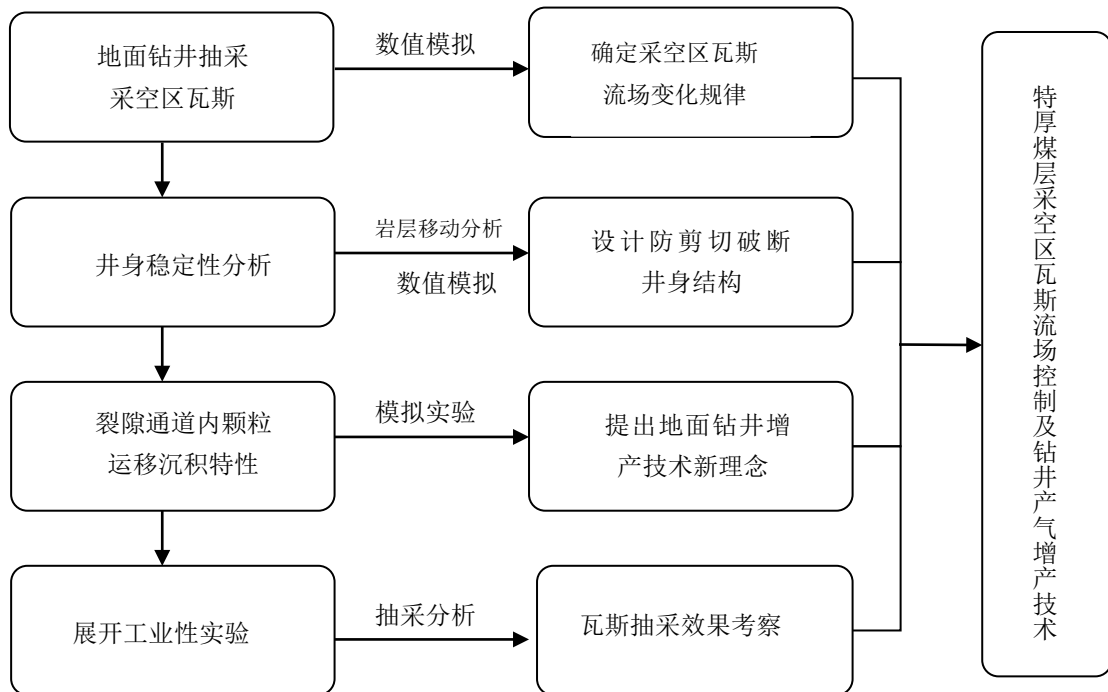 地面钻井抽采
采空区瓦斯
数值模拟
确定采空区瓦斯
流场变化规律
井身稳定性分析
岩层移动分析
数值模拟
设计防剪切破断
井身结构
裂隙通道内颗粒
运移沉积特性
模拟实验
提出地面钻井增
产技术新理念
展开工业性实验
抽采分析
瓦斯抽采效果考察
特厚煤层采空区瓦斯流场控制及钻井产气增产技术